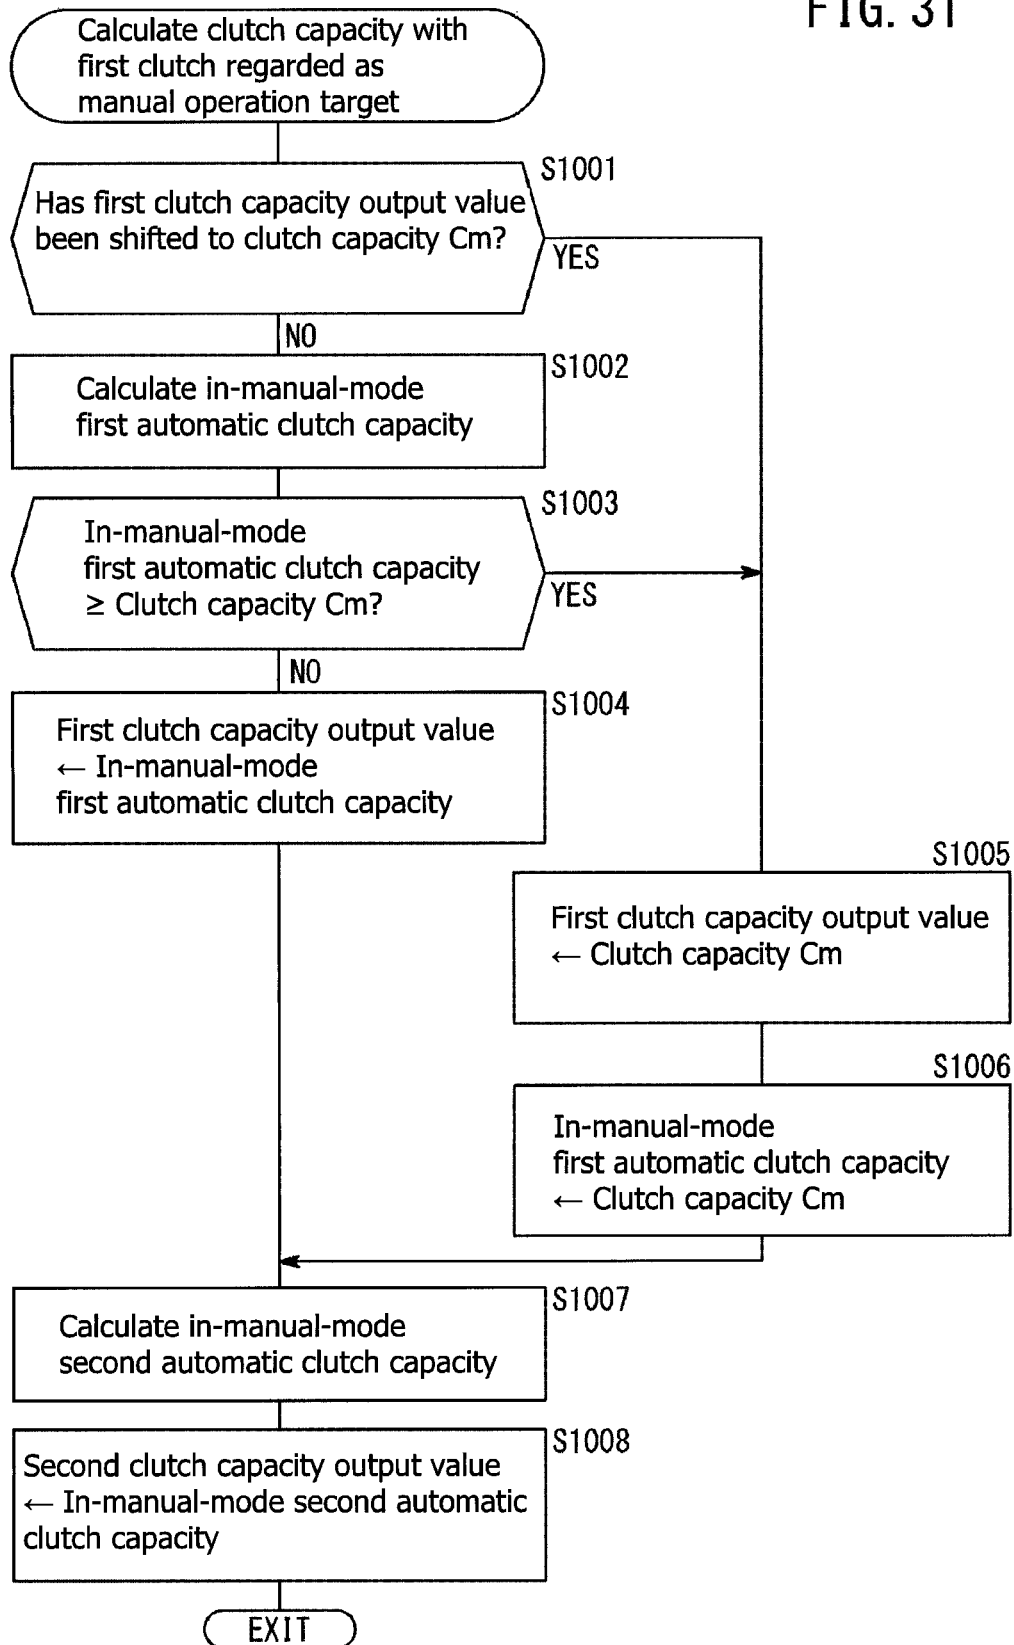 FIG. 31
Calculate clutch capacity with
first clutch regarded as
manual operation target
S1001
Has first clutch capacity output value
been shifted to clutch capacity Cm?
YES
NO
S1002
Calculate in-manual-mode
first automatic clutch capacity
S1003
In-manual-mode
first automatic clutch capacity
≥ Clutch capacity Cm?
YES
NO
S1004
First clutch capacity output value
← In-manual-mode
first automatic clutch capacity
S1005
First clutch capacity output value
← Clutch capacity Cm
S1006
In-manual-mode
first automatic clutch capacity
← Clutch capacity Cm
S1007
Calculate in-manual-mode
second automatic clutch capacity
S1008
Second clutch capacity output value
← In-manual-mode second automatic
clutch capacity
EXIT